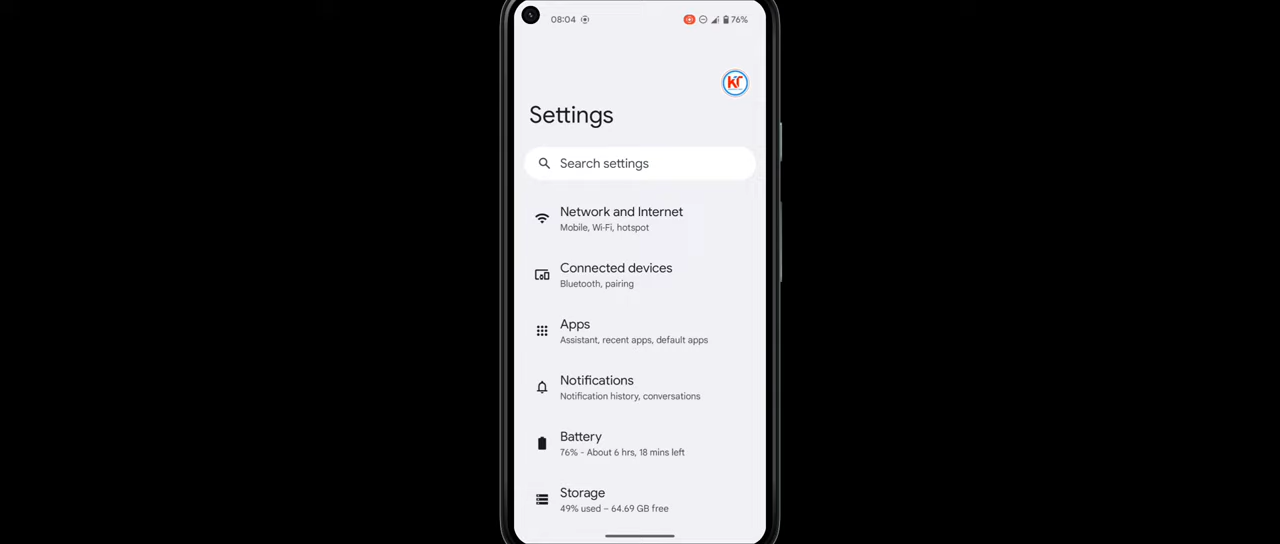 08:04 76%
KT
Settings
Search settings
Network and Internet
Mobile, Wi-Fi, hotspot
Connected devices
Bluetooth, pairing
Apps
Assistant, recent apps, default apps
Notifications
Notification history, conversations
Battery
76% - About 6 hrs, 18 mins left
Storage
49% used – 64.69 GB free